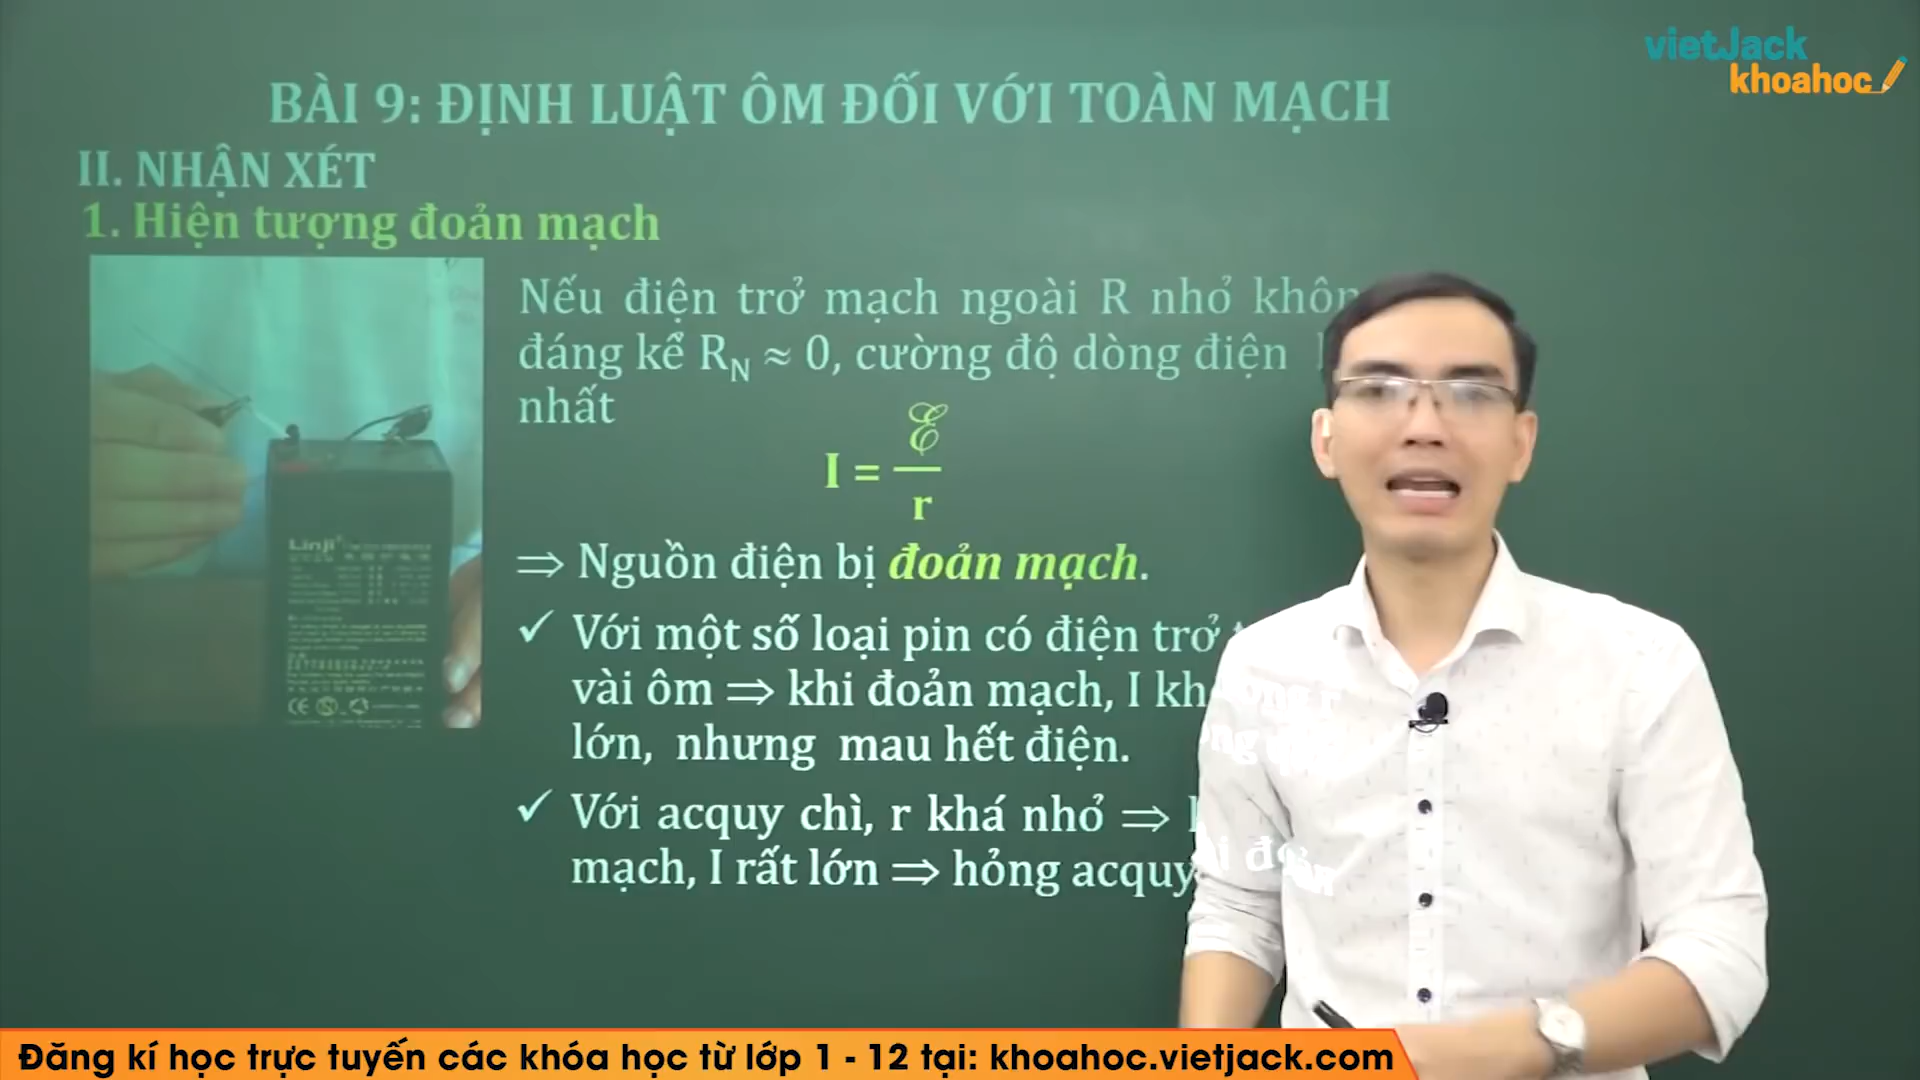 vietJack
khoahoc
BÀI 9: ĐỊNH LUẬT ÔM ĐỐI VỚI TOÀN MẠCH
II. NHẬN XÉT
1. Hiện tượng đoản mạch
Nếu điện trở mạch ngoài R nhỏ
đáng kể R_N ≈ 0, cường độ dòng điện
nhất
I = ℰ / r
⇒ Nguồn điện bị đoản mạch.
✓ Với một số loại pin có điện trở
vài ôm ⇒ khi đoản mạch, I
lớn, nhưng mau hết điện.
✓ Với acquy chì, r khá nhỏ ⇒
mạch, I rất lớn ⇒ hỏng acquy
đoản
Linji
CE
Đăng kí học trực tuyến các khóa học từ lớp 1 - 12 tại: khoahoc.vietjack.com